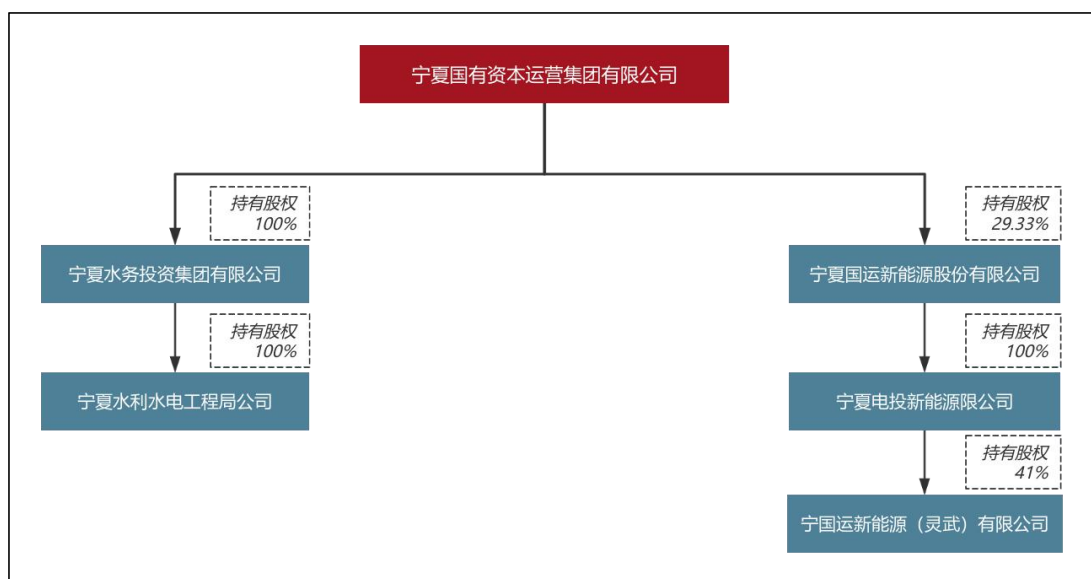 宁夏国有资本运营集团有限公司
持有股权
100%
持有股权
29.33%
宁夏水务投资集团有限公司
宁夏国运新能源股份有限公司
持有股权
100%
持有股权
100%
宁夏水利水电工程局公司
宁夏电投新能源限公司
持有股权
41%
宁国运新能源（灵武）有限公司